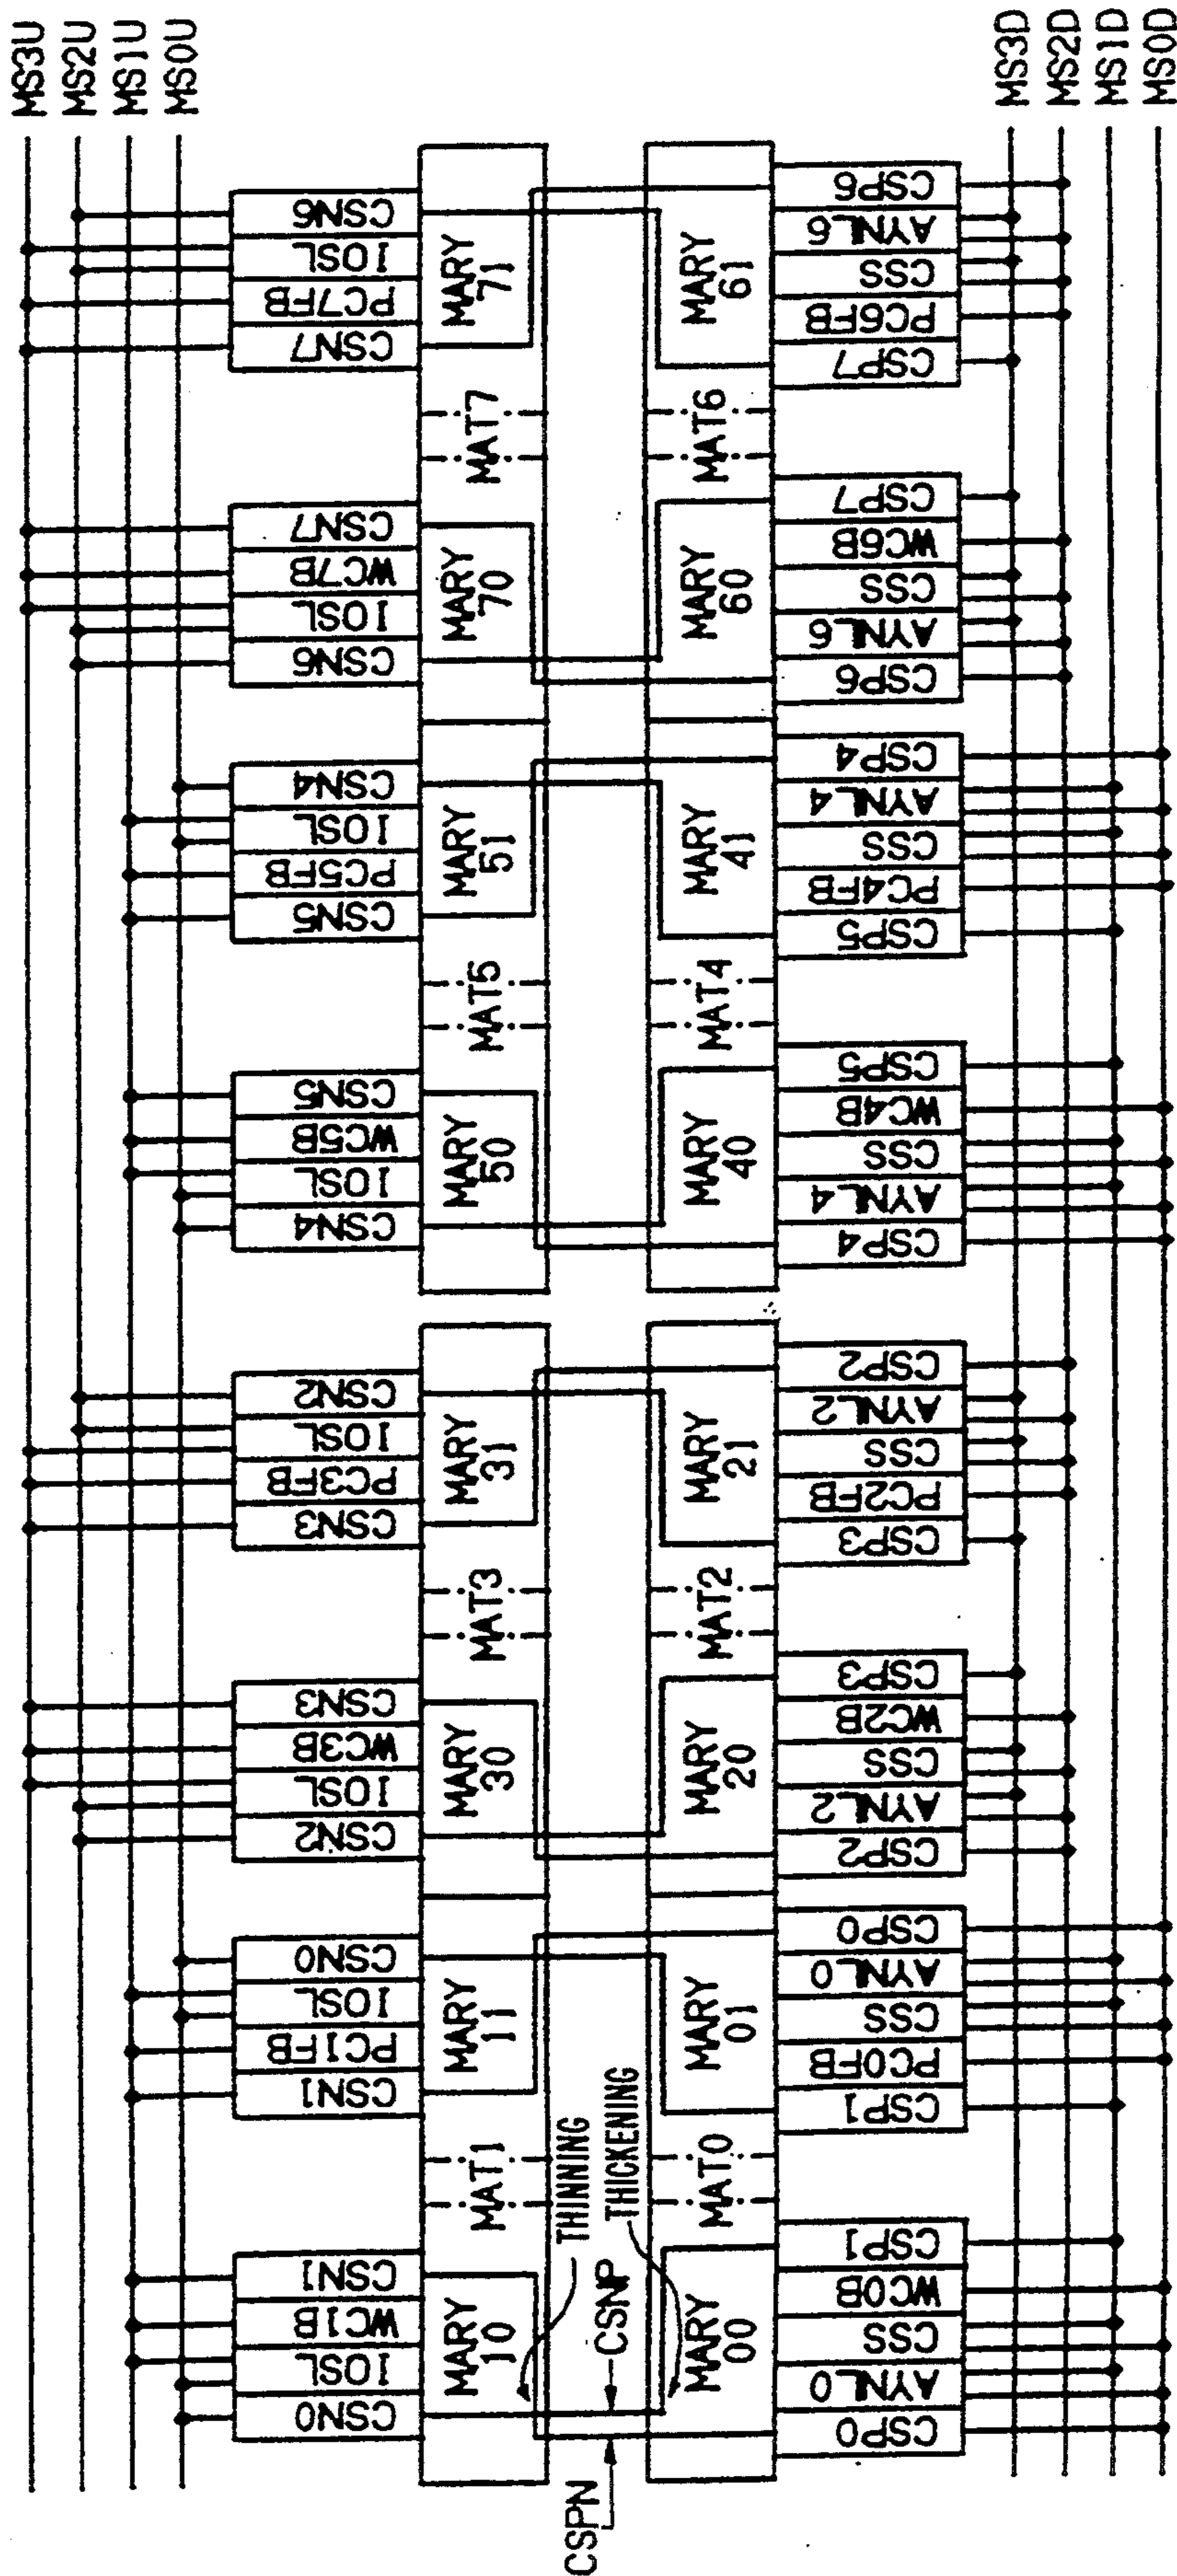 MS3U
MS2U
MS1U
MS0U
CSN0
IOSL
WC1B
CSN1
CSN1
PC1FB
IOSL
CSN0
CSN2
IOSL
WC3B
CSN3
CSN3
PC3FB
IOSL
CSN2
CSN4
IOSL
WC5B
CSN5
CSN5
PC5FB
IOSL
CSN4
CSN6
IOSL
WC7B
CSN7
CSN7
PC7FB
IOSL
CSN6
MARY 10
MAT1
MARY 11
MARY 30
MAT3
MARY 31
MARY 50
MAT5
MARY 51
MARY 70
MAT7
MARY 71
THINNING
CSPN
CSNP
THICKENING
MARY 00
MAT0
MARY 01
MARY 20
MAT2
MARY 21
MARY 40
MAT4
MARY 41
MARY 60
MAT6
MARY 61
CSP0
AYNL0
CSS
WC0B
CSP1
CSP1
PC0FB
CSS
AYNL0
CSP0
CSP2
AYNL2
CSS
WC2B
CSP3
CSP3
PC2FB
CSS
AYNL2
CSP2
CSP4
AYNL4
CSS
WC4B
CSP5
CSP5
PC4FB
CSS
AYNL4
CSP4
CSP6
AYNL6
CSS
WC6B
CSP7
CSP7
PC6FB
CSS
AYNL6
CSP6
MS3D
MS2D
MS1D
MS0D